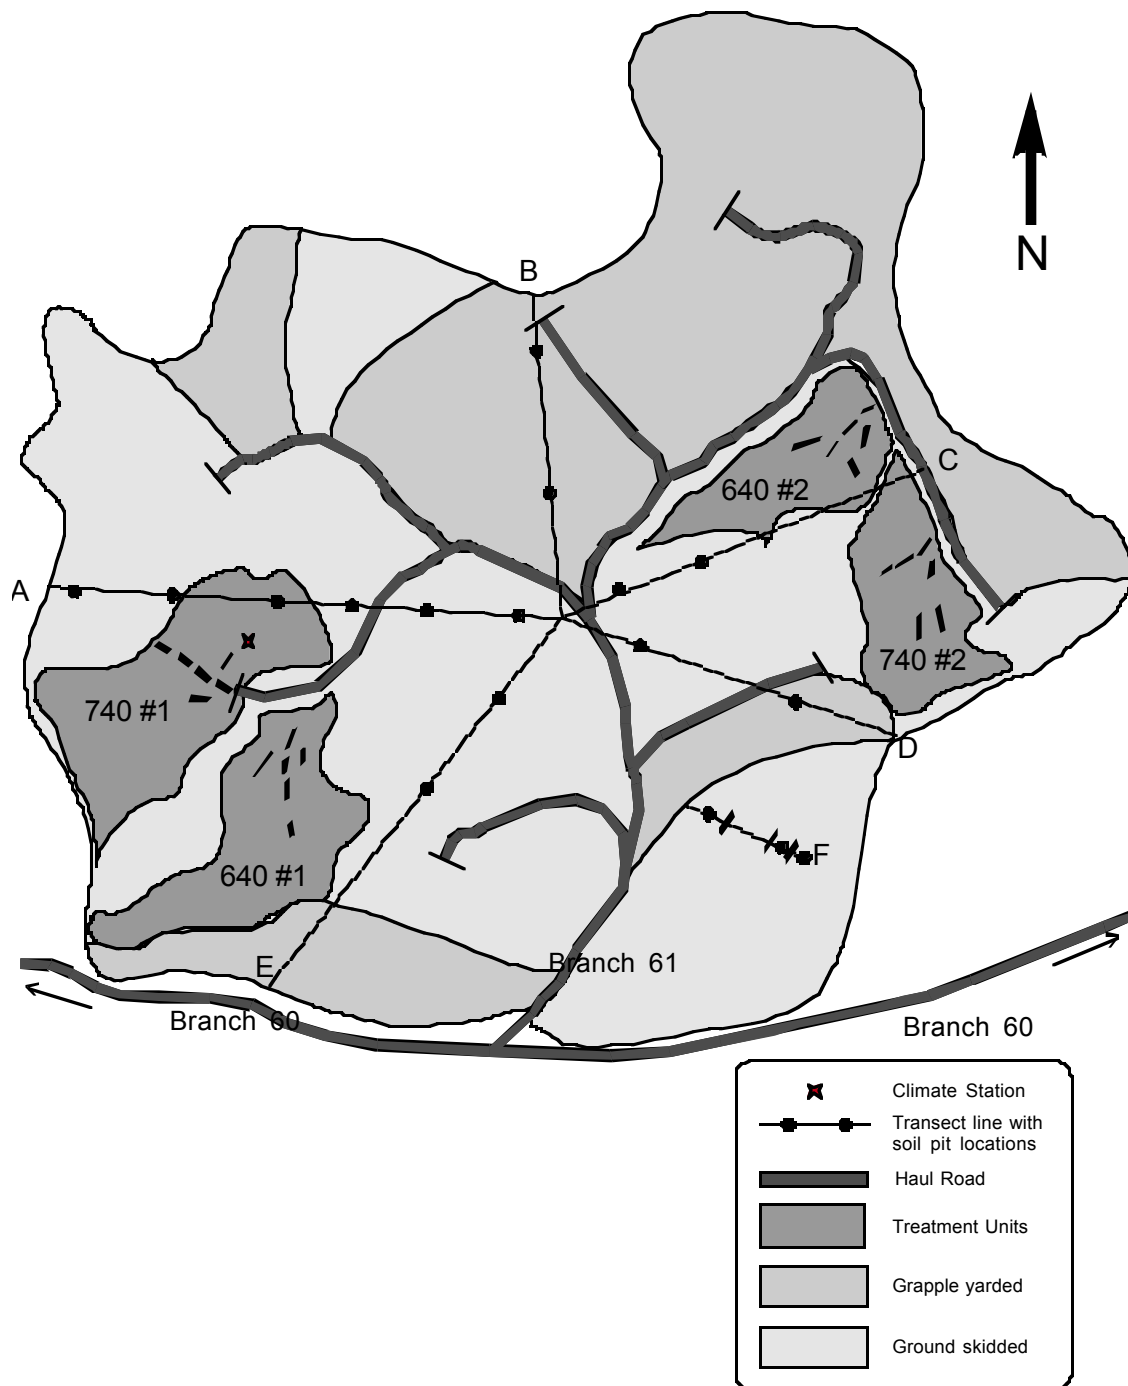 B
N
C
640 #2
A
740 #2
740 #1
D
F
640 #1
E
Branch 61
Branch 60
Branch 60
Climate Station
Transect line with
soil pit locations
Haul Road
Treatment Units
Grapple yarded
Ground skidded